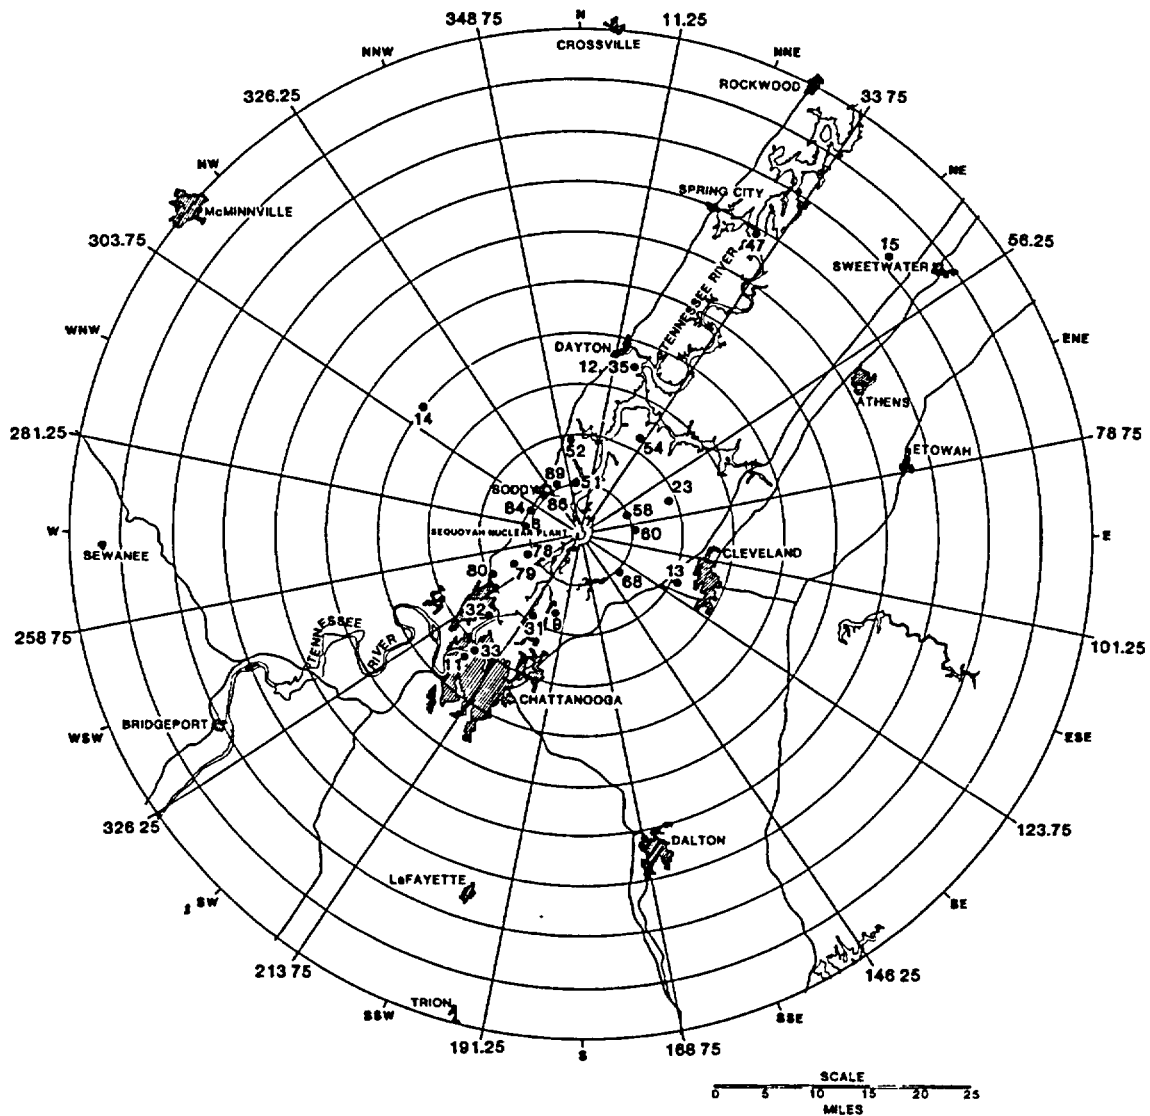 N
348 75
11.25
CROSSVILLE
NNW
NNE
ROCKWOOD
326.25
33 75
NW
NE
SPRING CITY
McMINNVILLE
47
15
303.75
56.25
SWEETWATER
TENNESSEE RIVER
WNW
ENE
DAYTON
12, 35
ATHENS
14
281.25
78 75
54
52
ETOWAH
89
51
SODDY
23
86
84
58
8
W
SEQUOYAH NUCLEAR PLANT
60
E
SEWANEE
78
CLEVELAND
80
79
68
13
32
LB
31
TENNESSEE
RIVER
258 75
33
101.25
11
CHATTANOOGA
BRIDGEPORT
WSW
ESE
326 25
123.75
DALTON
LaFAYETTE
SW
SE
213 75
146 25
TRION
SSW
SSE
191.25
168 75
S
SCALE
0 5 10 15 20 25
MILES